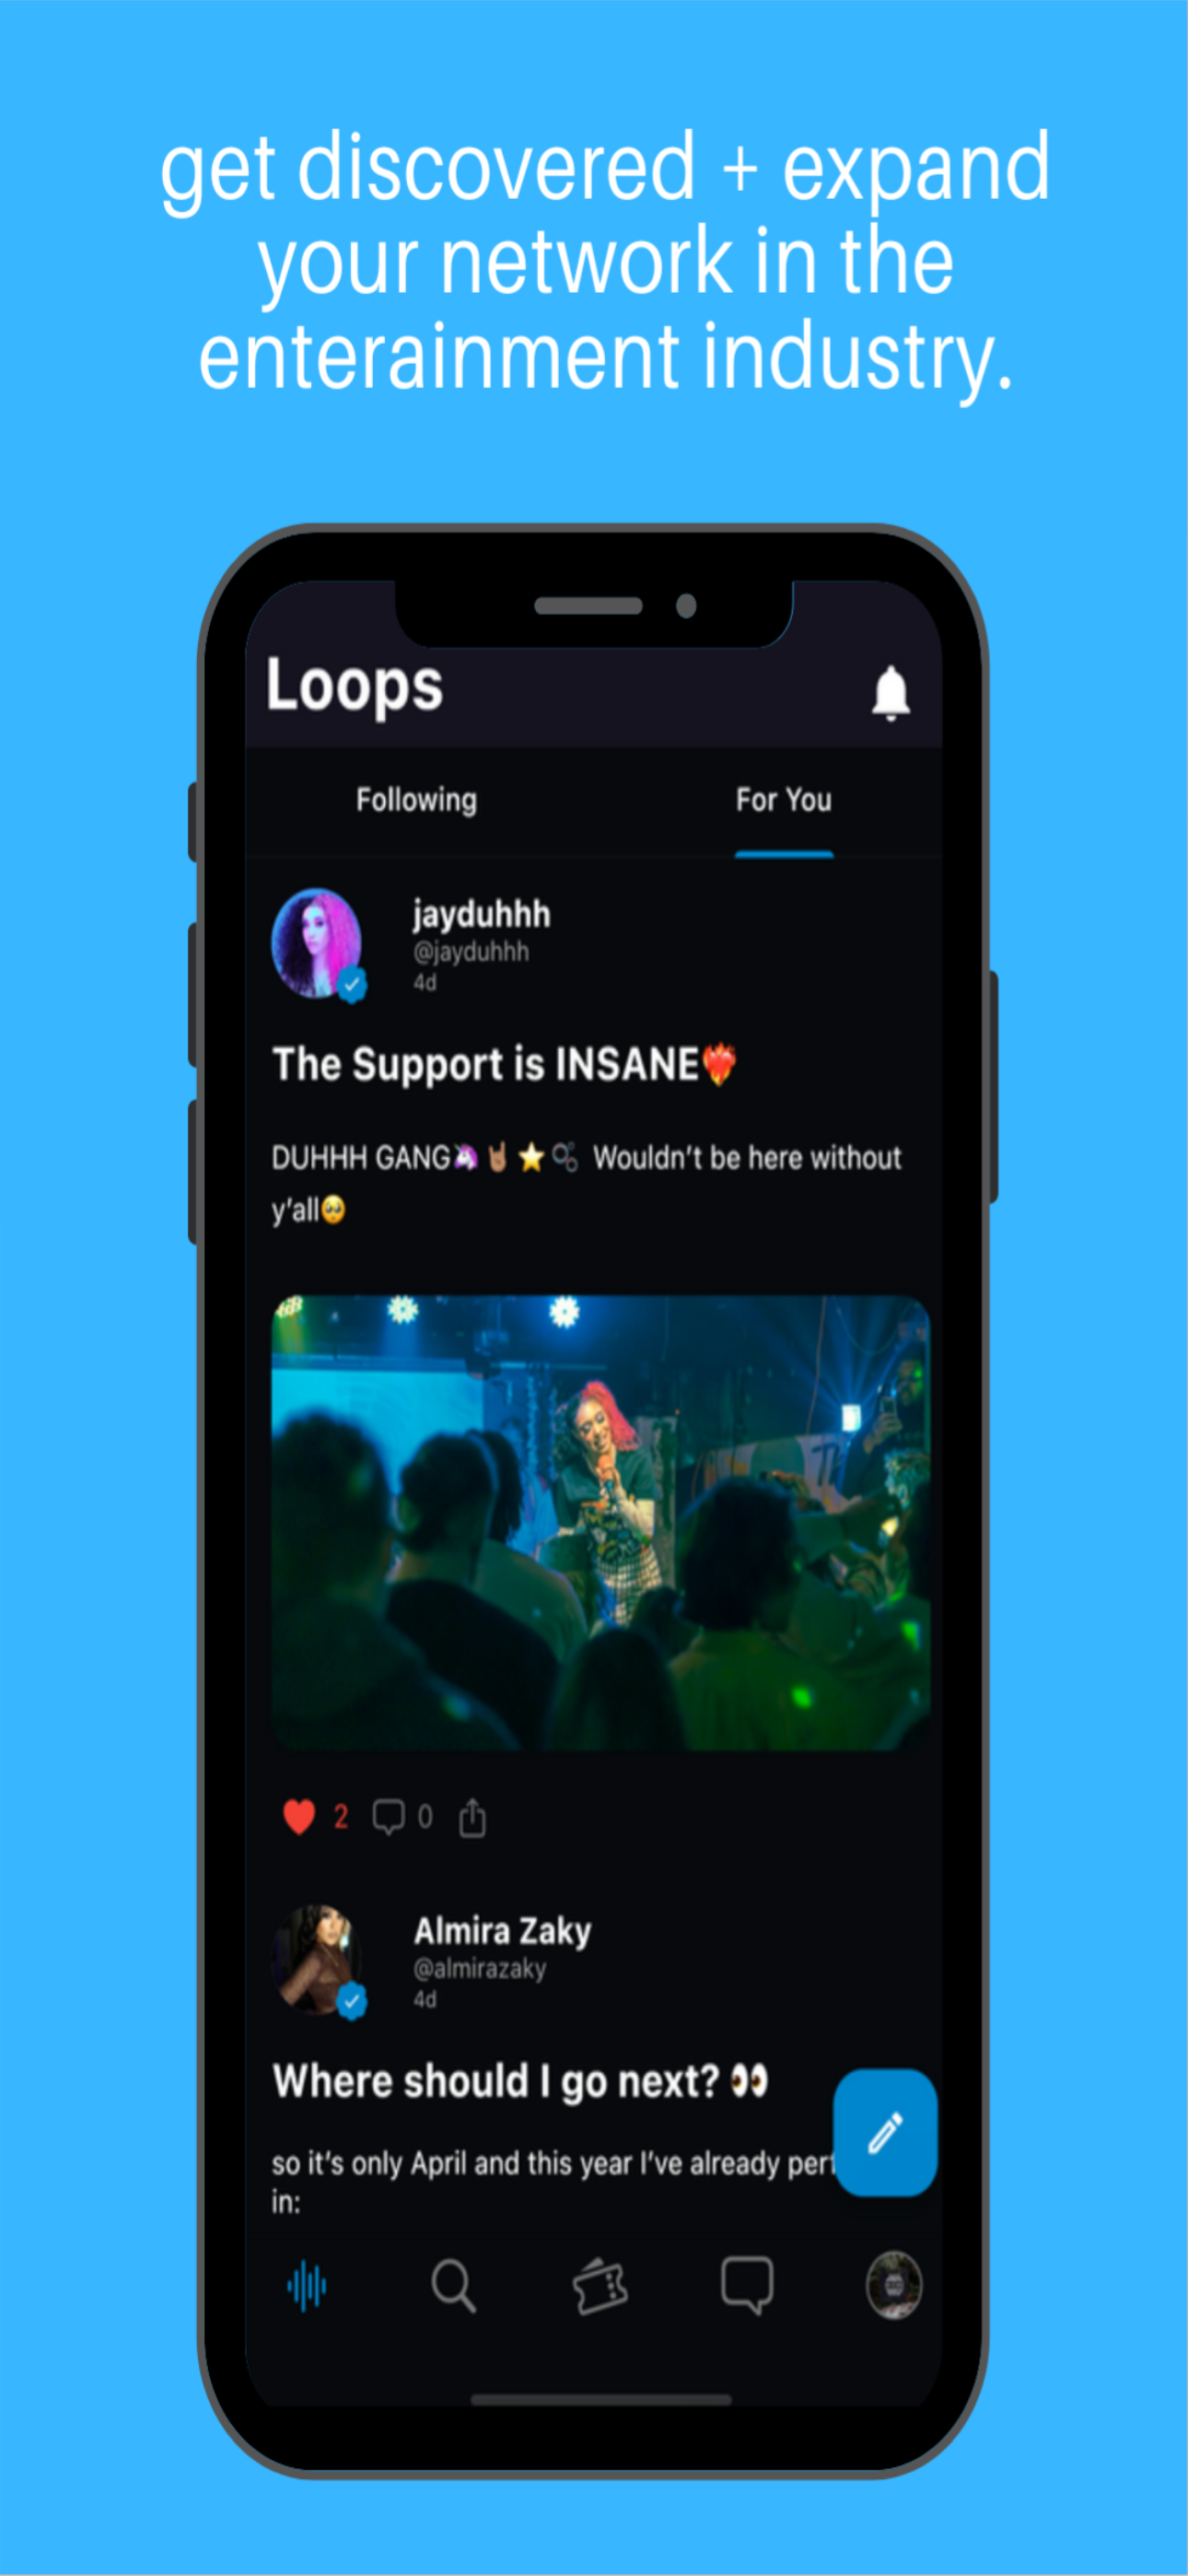 get discovered + expand
your network in the
enterainment industry.
Loops
Following
For You
jayduhhh
@jayduhhh
4d
The Support is INSANE❤️‍🔥
DUHHH GANG🦄🤘🏽⭐🫧 Wouldn't be here without
y'all🥹
2
0
Almira Zaky
@almirazaky
4d
Where should I go next? 👀
so it's only April and this year I've already
in: